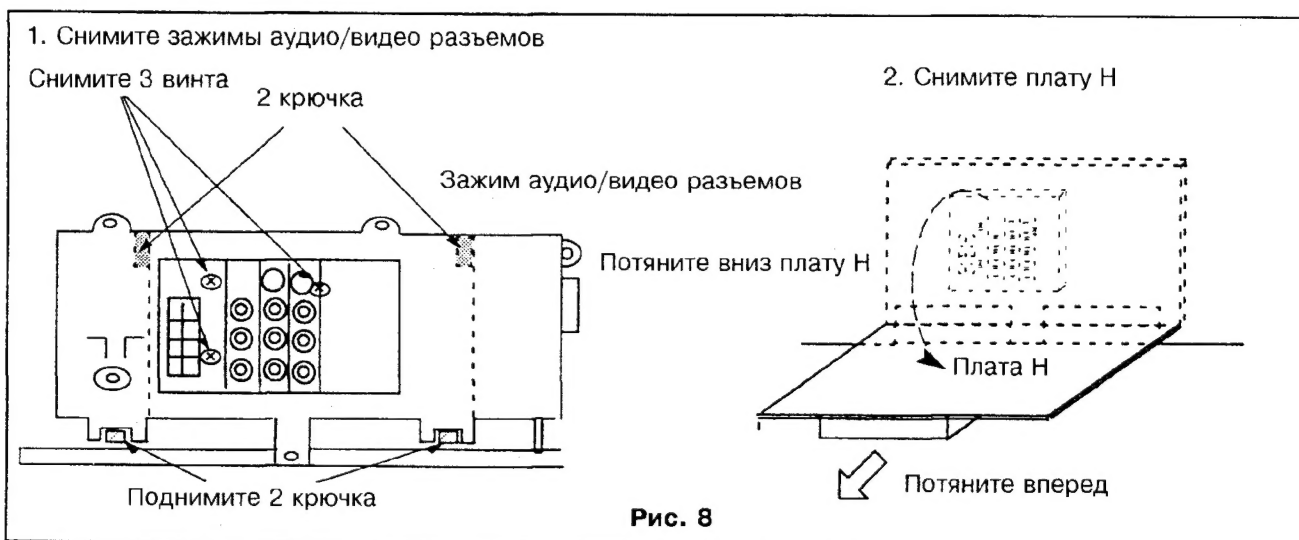 1. Снимите зажимы аудио/видео разъемов
Снимите 3 винта
2 крючка
Зажим аудио/видео разъемов
Поднимите 2 крючка
2. Снимите плату Н
Потяните вниз плату Н
Плата Н
Потяните вперед
Рис. 8